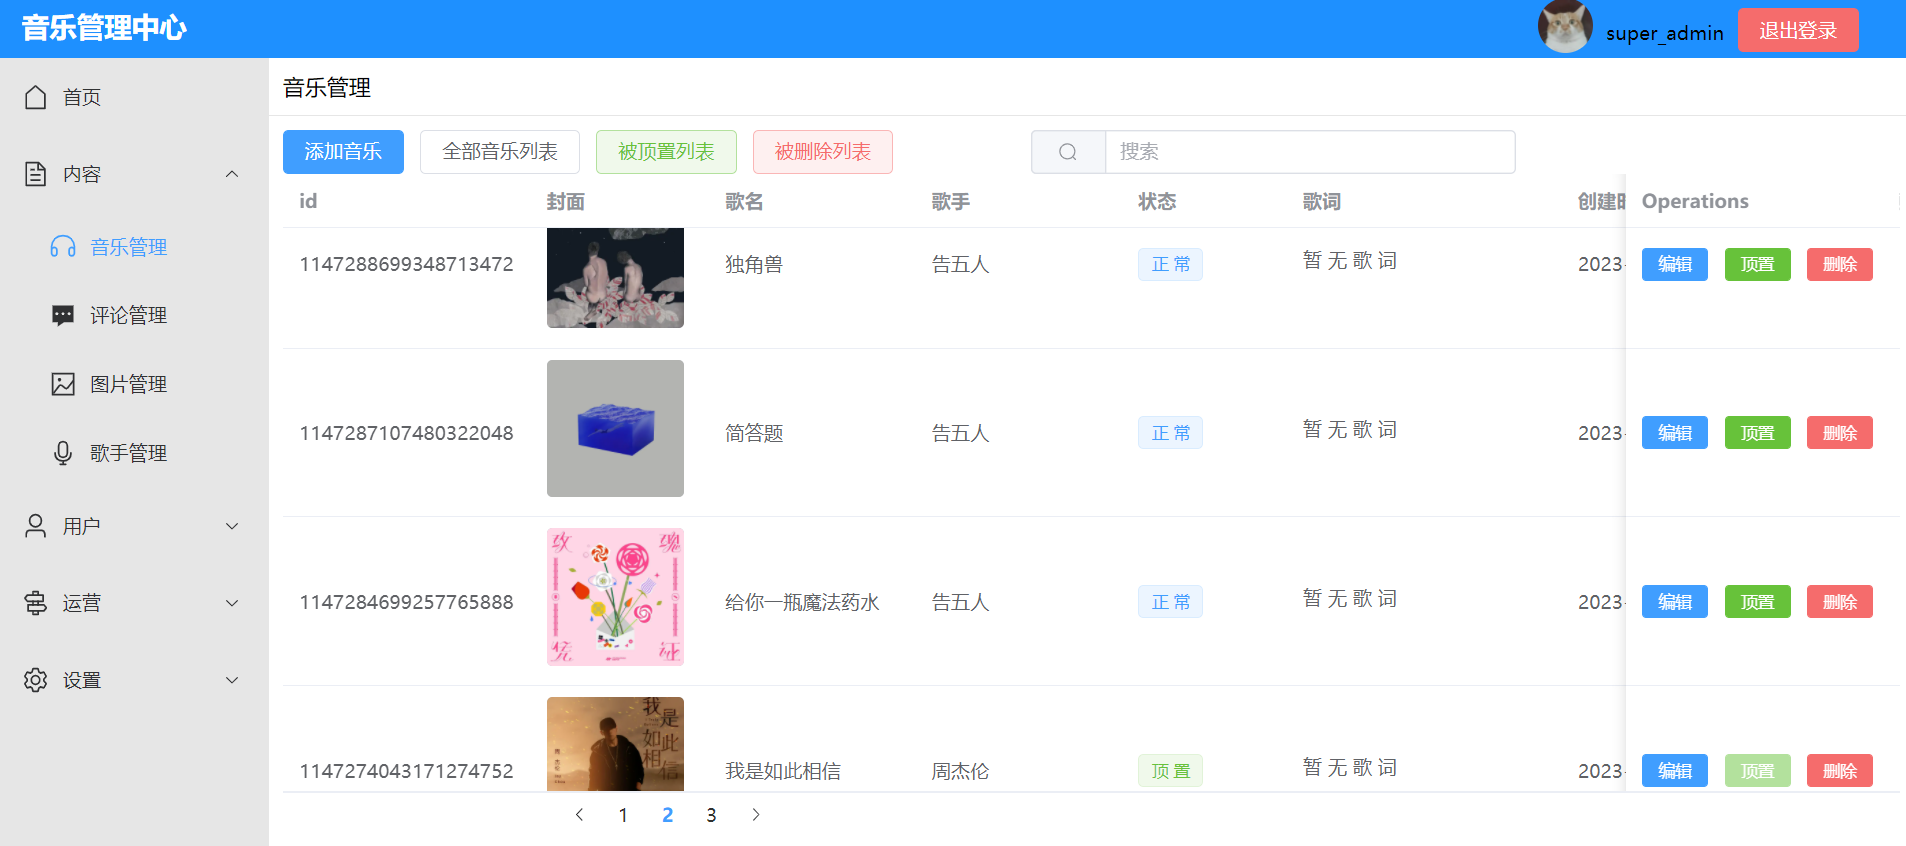 音乐管理中心
super_admin
退出登录
首页
内容
音乐管理
评论管理
图片管理
歌手管理
用户
运营
设置
音乐管理
添加音乐 全部音乐列表 被顶置列表 被删除列表 搜索
id 封面 歌名 歌手 状态 歌词 创建时 Operations
1147288699348713472 独角兽 告五人 正常 暂无歌词 2023- 编辑 顶置 删除
1147287107480322048 简答题 告五人 正常 暂无歌词 2023- 编辑 顶置 删除
玫 瑰
1147284699257765888 给你一瓶魔法药水 告五人 正常 暂无歌词 2023- 编辑 顶置 删除
我是如此相信
1147274043171274752 我是如此相信 周杰伦 顶置 暂无歌词 2023- 编辑 顶置 删除
1 2 3